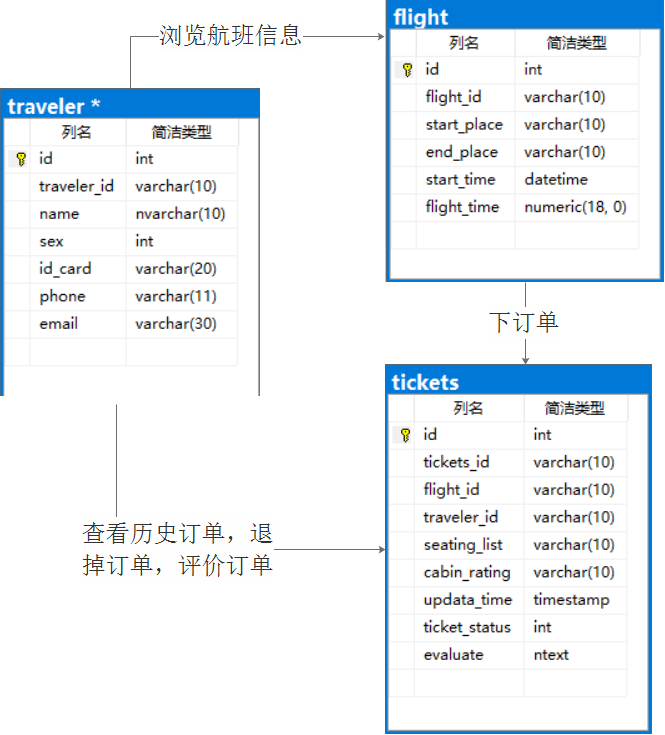 浏览航班信息
traveler *
列名 简洁类型
id int
traveler_id varchar(10)
name nvarchar(10)
sex int
id_card varchar(20)
phone varchar(11)
email varchar(30)
flight
列名 简洁类型
id int
flight_id varchar(10)
start_place varchar(10)
end_place varchar(10)
start_time datetime
flight_time numeric(18, 0)
下订单
查看历史订单，退
掉订单，评价订单
tickets
列名 简洁类型
id int
tickets_id varchar(10)
flight_id varchar(10)
traveler_id varchar(10)
seating_list varchar(10)
cabin_rating varchar(10)
updata_time timestamp
ticket_status int
evaluate ntext